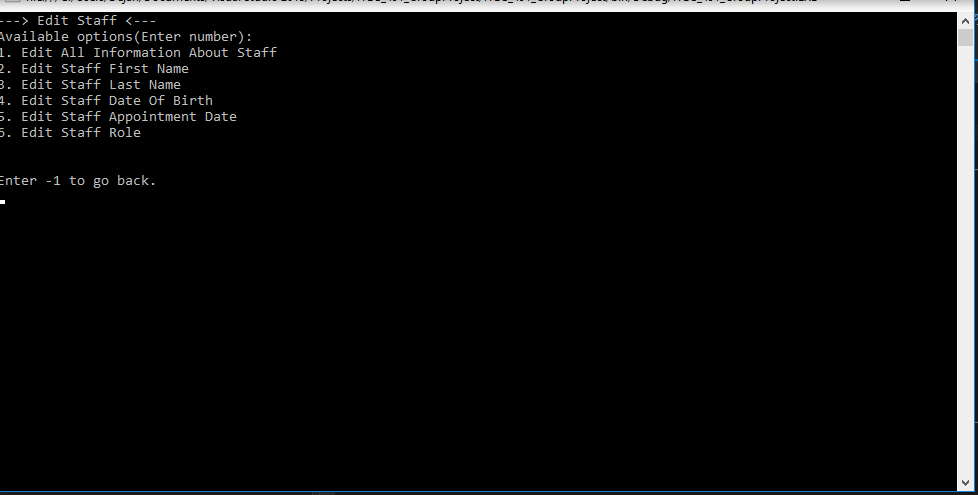 ---> Edit Staff <---
Available options(Enter number):
1. Edit All Information About Staff
2. Edit Staff First Name
3. Edit Staff Last Name
4. Edit Staff Date Of Birth
5. Edit Staff Appointment Date
6. Edit Staff Role
Enter -1 to go back.